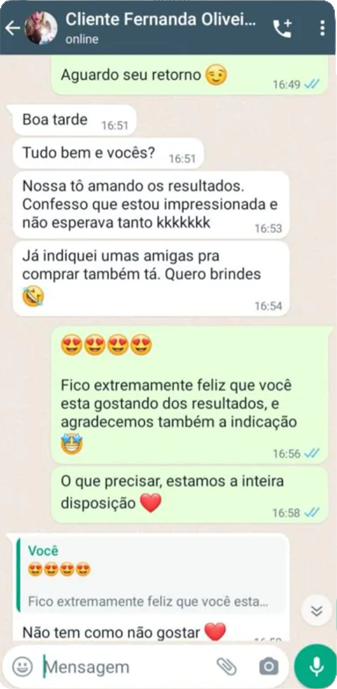 Cliente Fernanda Olivei...
online
Aguardo seu retorno 😉
16:49
Boa tarde
16:51
Tudo bem e vocês?
16:51
Nossa tô amando os resultados.
Confesso que estou impressionada e
não esperava tanto kkkkkkk
16:53
Já indiquei umas amigas pra
comprar também tá. Quero brindes
🤣
16:54
😍😍😍😍
Fico extremamente feliz que você
esta gostando dos resultados, e
agradecemos também a indicação
🤩
16:56
O que precisar, estamos a inteira
disposição ❤️
16:58
Você
😍😍😍😍
Fico extremamente feliz que você esta...
Não tem como não gostar ❤️
Mensagem